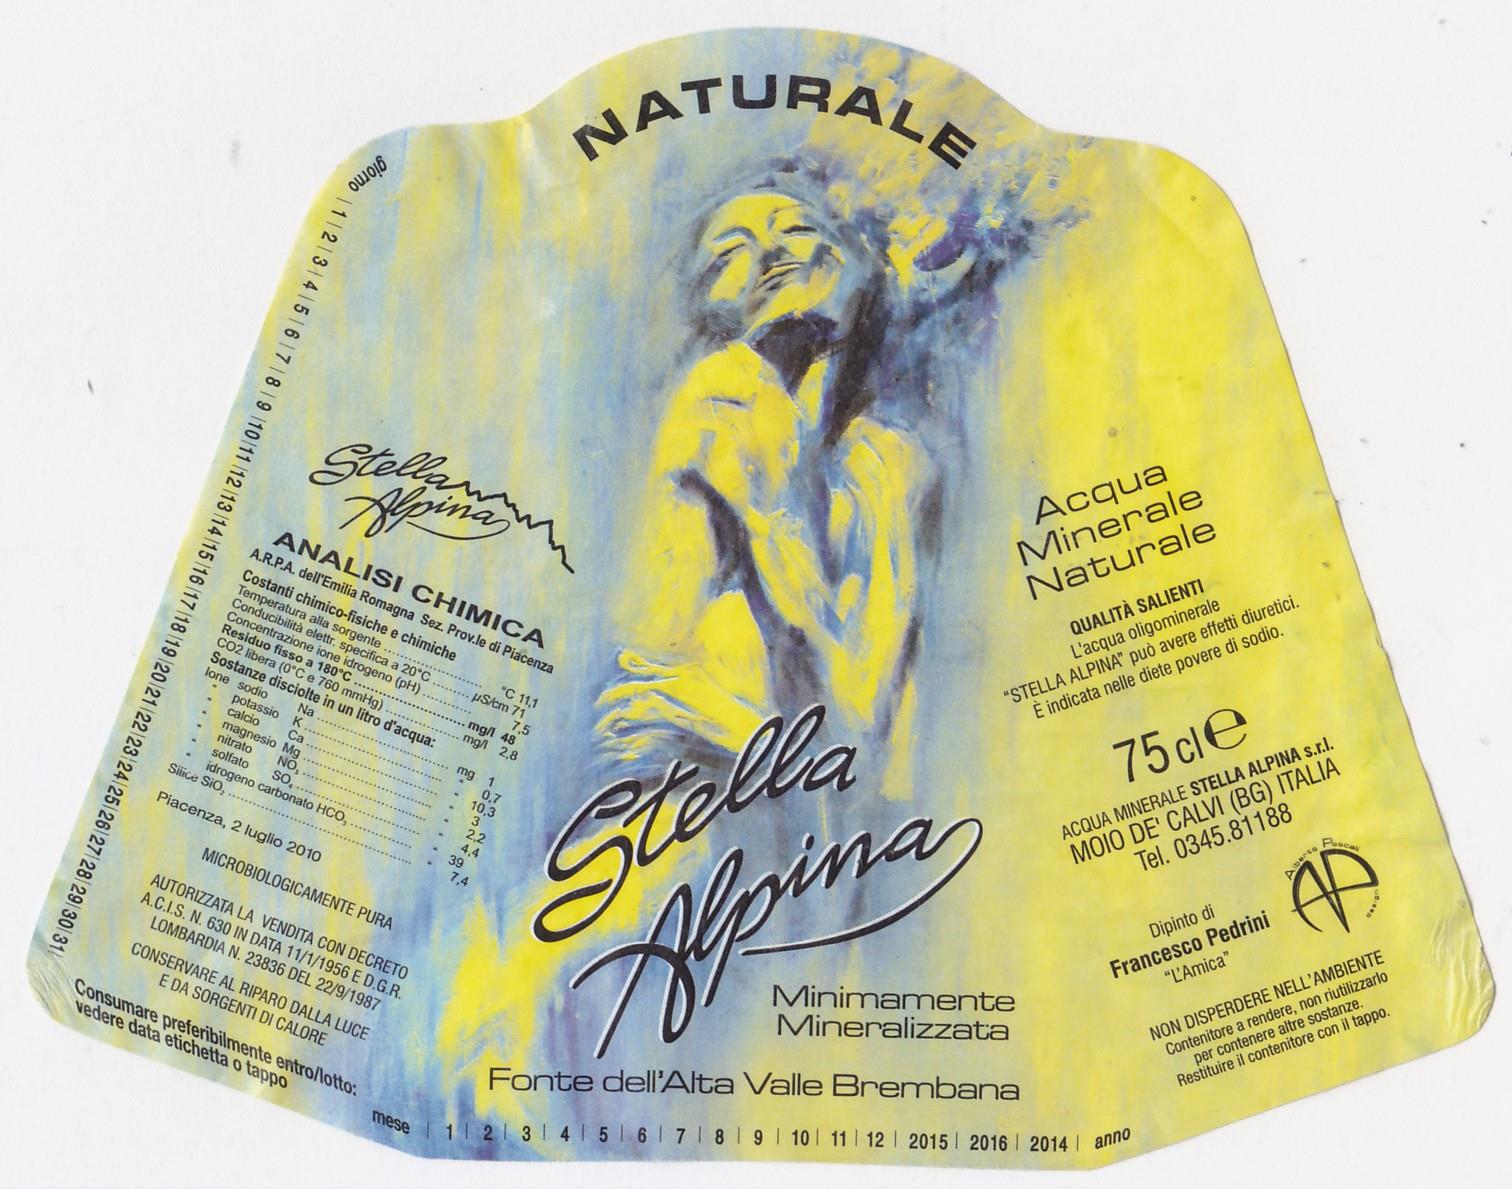 NATURALE
giorno | 1 | 2 | 3 | 4 | 5 | 6 | 7 | 8 | 9 | 10 | 11 | 12 | 13 | 14 | 15 | 16 | 17 | 18 | 19 | 20 | 21 | 22 | 23 | 24 | 25 | 26 | 27 | 28 | 29 | 30 | 31 |
Stella
Alpina
ANALISI CHIMICA
A.R.P.A. dell'Emilia Romagna Sez. Prov.le di Piacenza
Costanti chimico-fisiche e chimiche
Temperatura alla sorgente .................. °C 11,1
Conducibilità elettr. specifica a 20°C ......... µS/cm 71
Concentrazione ione idrogeno (pH) ............ 7,5
Residuo fisso a 180°C ..................... mg/l 48
CO2 libera (0°C e 760 mmHg) ............... mg/l 2,8
Sostanze disciolte in un litro d'acqua:
Ione sodio Na ........................ mg 1
" potassio K ........................ " 0,7
" calcio Ca ........................ " 10,3
" magnesio Mg ........................ " 3
" nitrato NO3 ........................ " 2,2
" solfato SO4 ........................ " 4,4
" idrogeno carbonato HCO3 ............... " 39
Silice SiO2 ........................ " 7,4
Piacenza, 2 luglio 2010
MICROBIOLOGICAMENTE PURA
AUTORIZZATA LA VENDITA CON DECRETO
A.C.I.S. N. 630 IN DATA 11/1/1956 E D.G.R.
LOMBARDIA N. 23836 DEL 22/9/1987
CONSERVARE AL RIPARO DALLA LUCE
E DA SORGENTI DI CALORE
Consumare preferibilmente entro/lotto:
vedere data etichetta o tappo
Stella
Alpina
Minimamente
Mineralizzata
Fonte dell'Alta Valle Brembana
mese | 1 | 2 | 3 | 4 | 5 | 6 | 7 | 8 | 9 | 10 | 11 | 12 | 2015 | 2016 | 2014 | anno
Acqua
Minerale
Naturale
QUALITÀ SALIENTI
L'acqua oligominerale
"STELLA ALPINA" può avere effetti diuretici.
È indicata nelle diete povere di sodio.
75 cl e
ACQUA MINERALE STELLA ALPINA s.r.l.
MOIO DE' CALVI (BG) ITALIA
Tel. 0345.81188
Alberto Pascali
AP
design
Dipinto di
Francesco Pedrini
"L'Amica"
NON DISPERDERE NELL'AMBIENTE
Contenitore a rendere, non riutilizzarlo
per contenere altre sostanze.
Restituire il contenitore con il tappo.